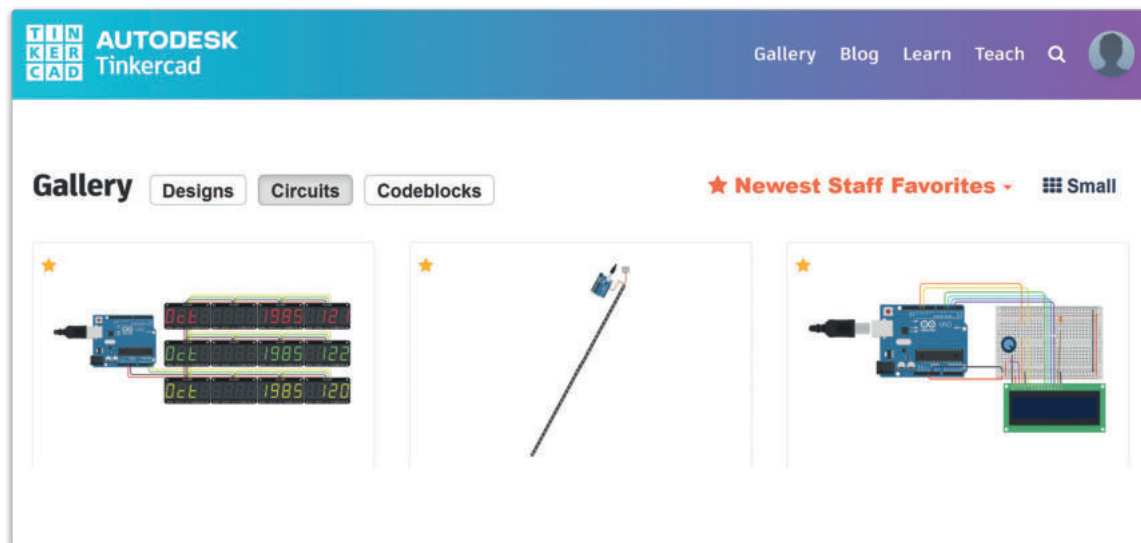 TIN
KER
CAD
AUTODESK
Tinkercad
Gallery Blog Learn Teach
Gallery Designs Circuits Codeblocks
Newest Staff Favorites Small
Oct 1985 121
Oct 1985 122
Oct 1985 120